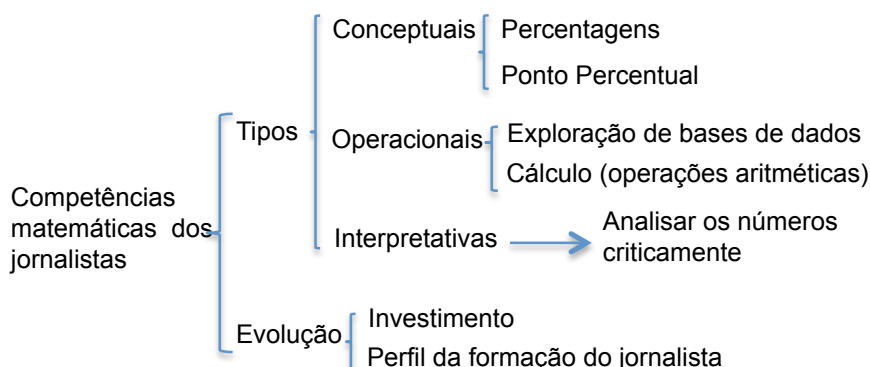 Conceptuais
Percentagens
Ponto Percentual
Tipos
Operacionais
Exploração de bases de dados
Cálculo (operações aritméticas)
Competências
matemáticas dos
jornalistas
Interpretativas
Analisar os números
criticamente
Evolução
Investimento
Perfil da formação do jornalista